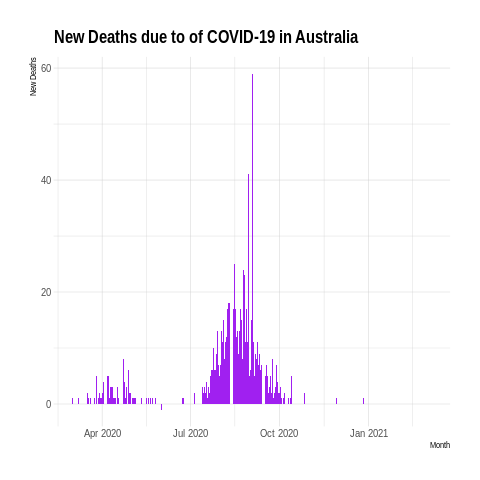 New Deaths due to of COVID-19 in Australia
New Deaths
60
40
20
0
Apr 2020
Jul 2020
Oct 2020
Jan 2021
Month